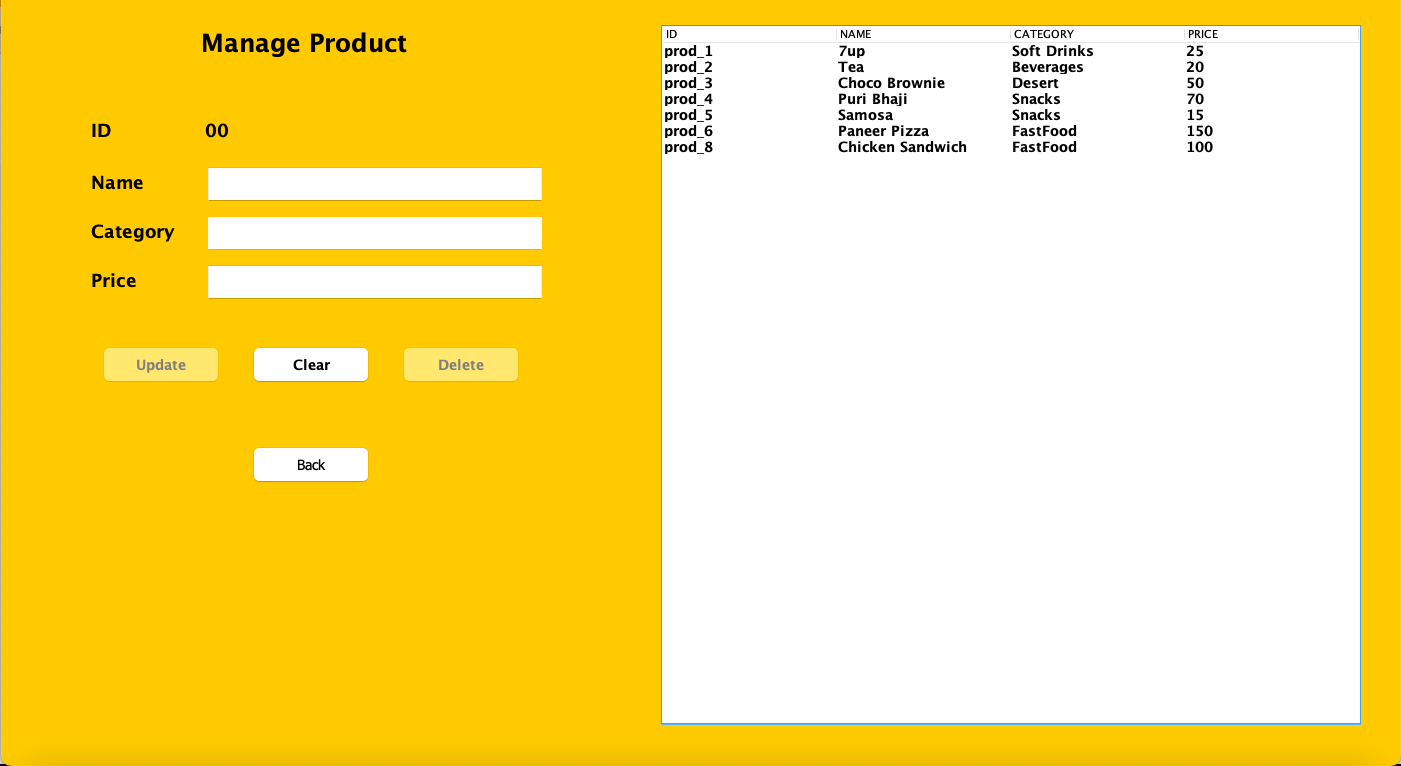 Manage Product
ID 00
Name
Category
Price
Update Clear Delete
Back
ID NAME CATEGORY PRICE
prod_1 7up Soft Drinks 25
prod_2 Tea Beverages 20
prod_3 Choco Brownie Desert 50
prod_4 Puri Bhaji Snacks 70
prod_5 Samosa Snacks 15
prod_6 Paneer Pizza FastFood 150
prod_8 Chicken Sandwich FastFood 100